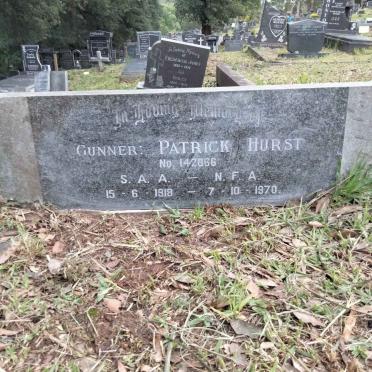 In Loving Memory of
GUNNER: PATRICK HURST
No. 142866
S.A.A. — N.F.A.
15-6-1918 - 7-10-1970.